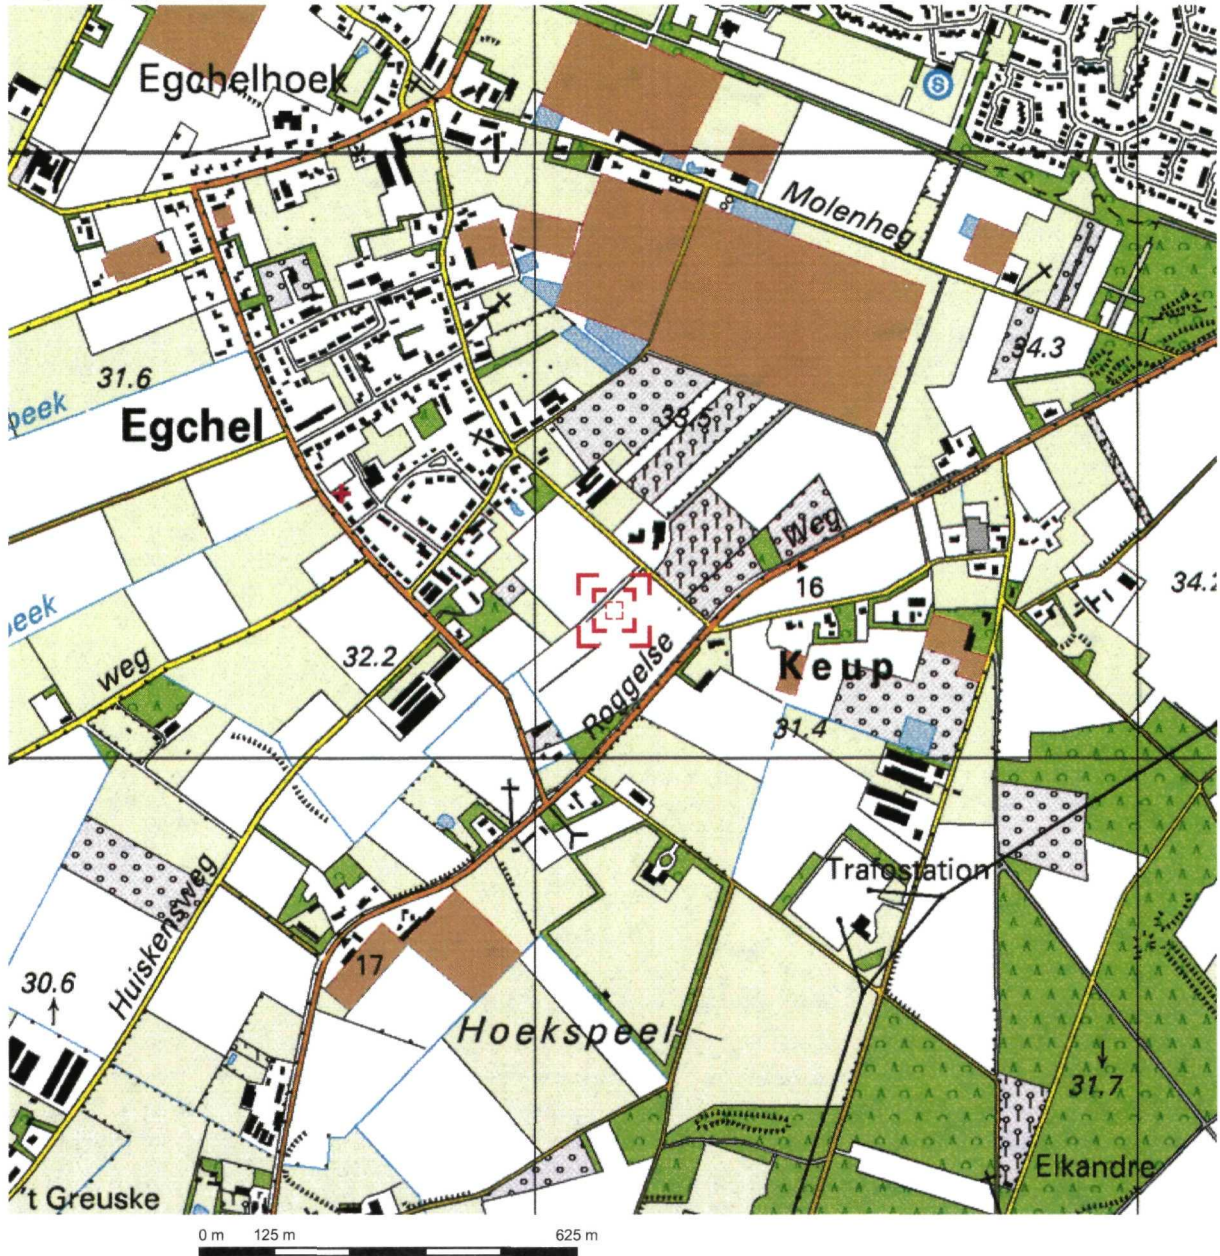 Egchelhoek
S
Molenheg
34.3
31.6
peek
Egchel
33.5
Weg
16
34.2
peek
weg
32.2
Roggelse
Keup
31.4
Trafostation
Huiskensweg
17
30.6
Hoekspeel
31.7
Elkandre
't Greuske
0 m 125 m 625 m